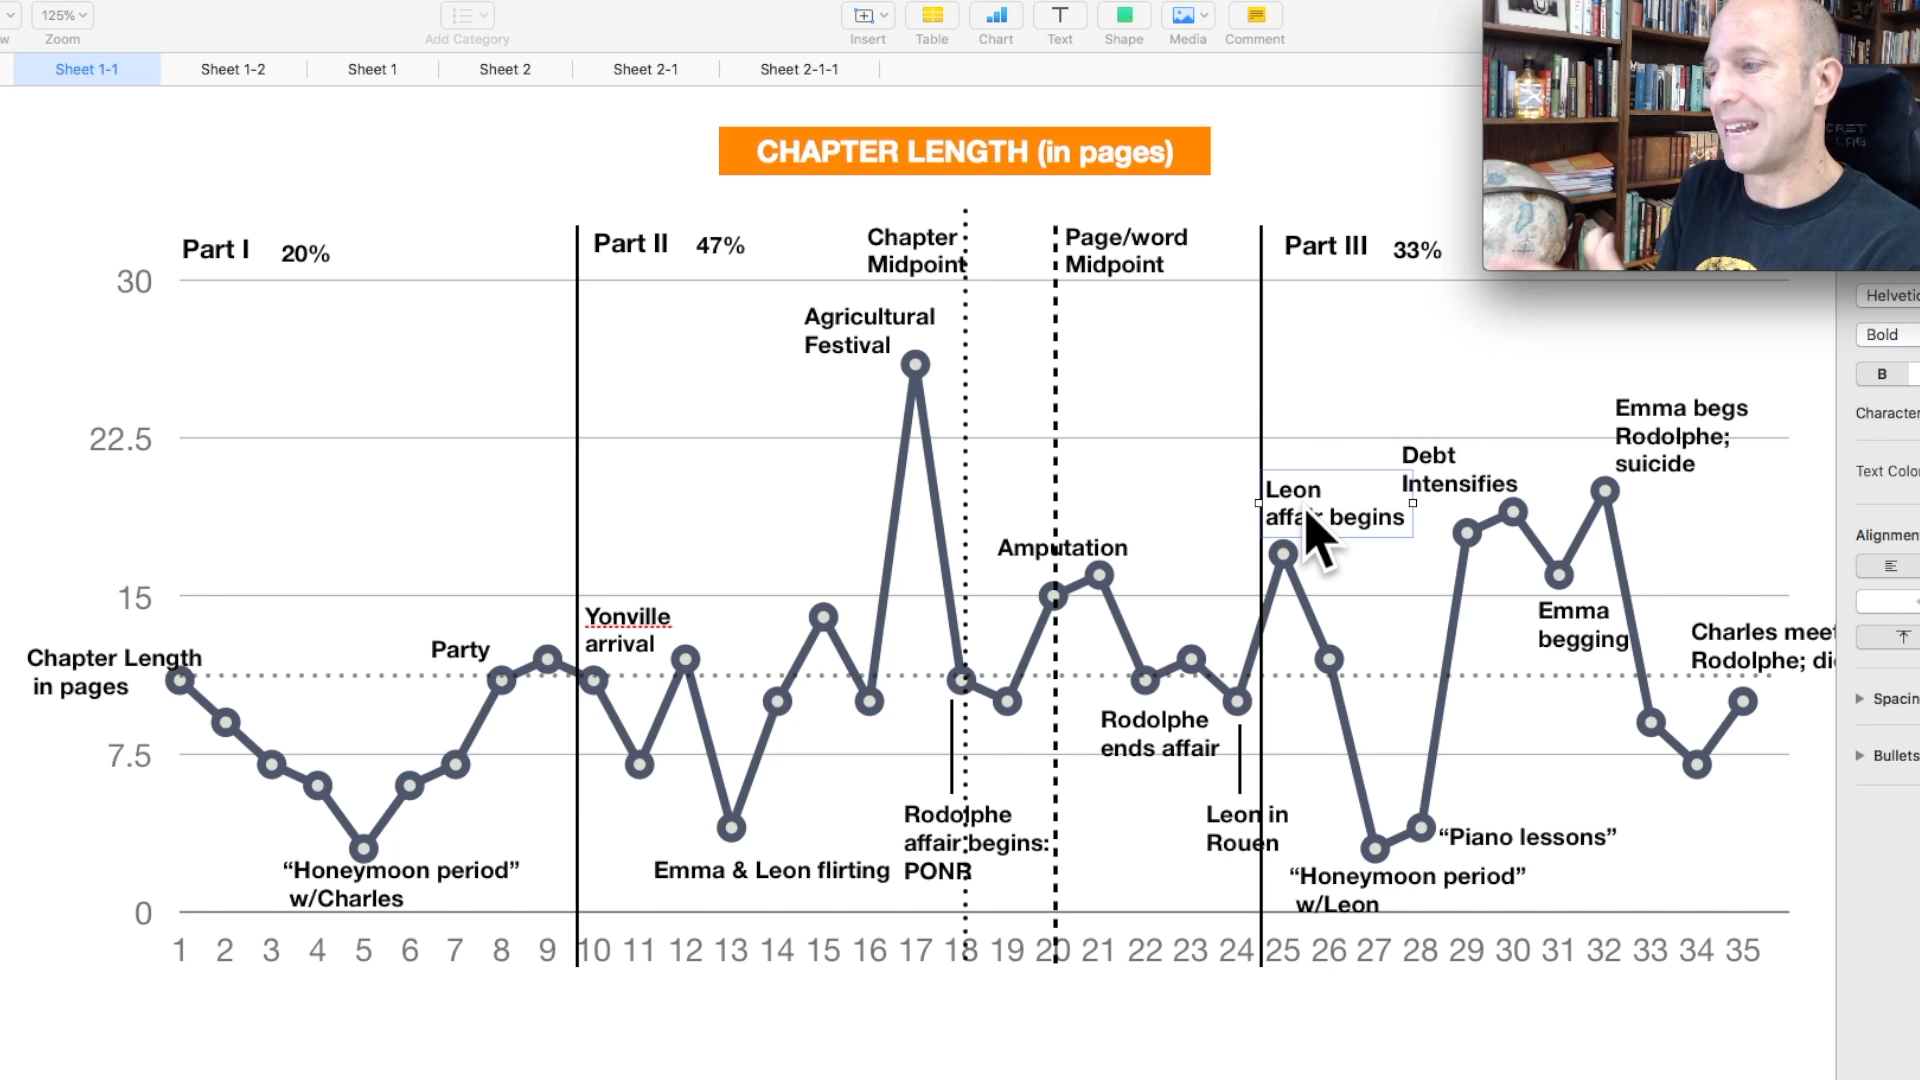 125%
w
Zoom
Add Category
Insert
Table
Chart
Text
Shape
Media
Comment
Sheet 1-1
Sheet 1-2
Sheet 1
Sheet 2
Sheet 2-1
Sheet 2-1-1
CHAPTER LENGTH (in pages)
Part I 20%
Part II 47%
Chapter
Midpoint
Page/word
Midpoint
Part III 33%
30
22.5
15
7.5
0
Agricultural
Festival
Emma begs
Rodolphe;
suicide
Debt
Intensifies
Leon
affair begins
Amputation
Yonville
arrival
Party
Chapter Length
in pages
Emma
begging
Charles meet
Rodolphe; di
Rodolphe
ends affair
Rodolphe
affair begins:
PONR
Leon in
Rouen
“Piano lessons”
“Honeymoon period”
w/Charles
Emma & Leon flirting
“Honeymoon period”
w/Leon
1 2 3 4 5 6 7 8 9 10 11 12 13 14 15 16 17 18 19 20 21 22 23 24 25 26 27 28 29 30 31 32 33 34 35
Helvetic
Bold
B
Character
Text Color
Alignmen
Spacin
Bullets